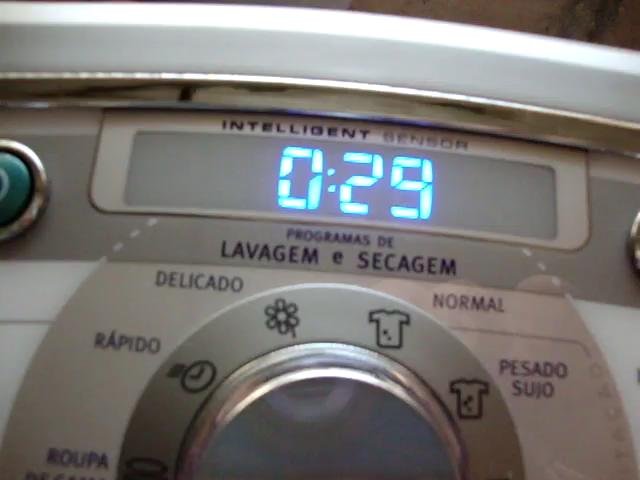 INTELLIGENT SENSOR
0:29
PROGRAMAS DE
LAVAGEM e SECAGEM
DELICADO
NORMAL
RÁPIDO
PESADO
SUJO
ROUPA